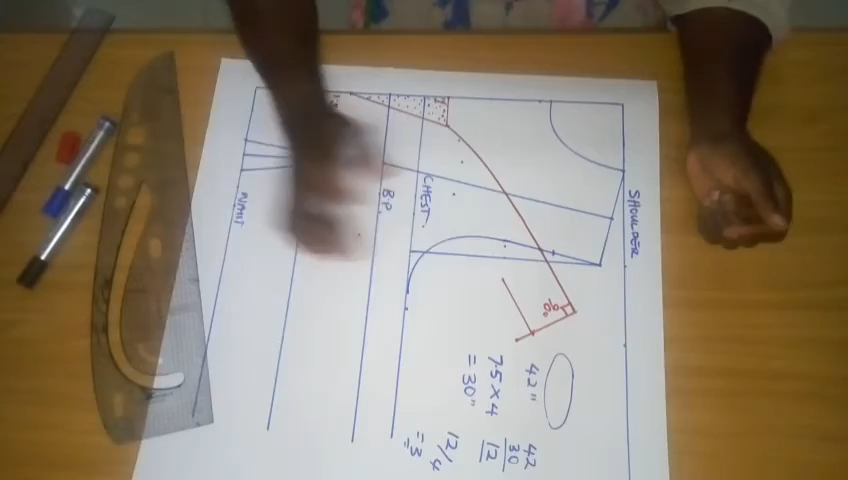 SHOULDER
CHEST
B.P
WAIST
90°
42"
7.5 x 4
= 30"
42
30
12
12/4
= 3